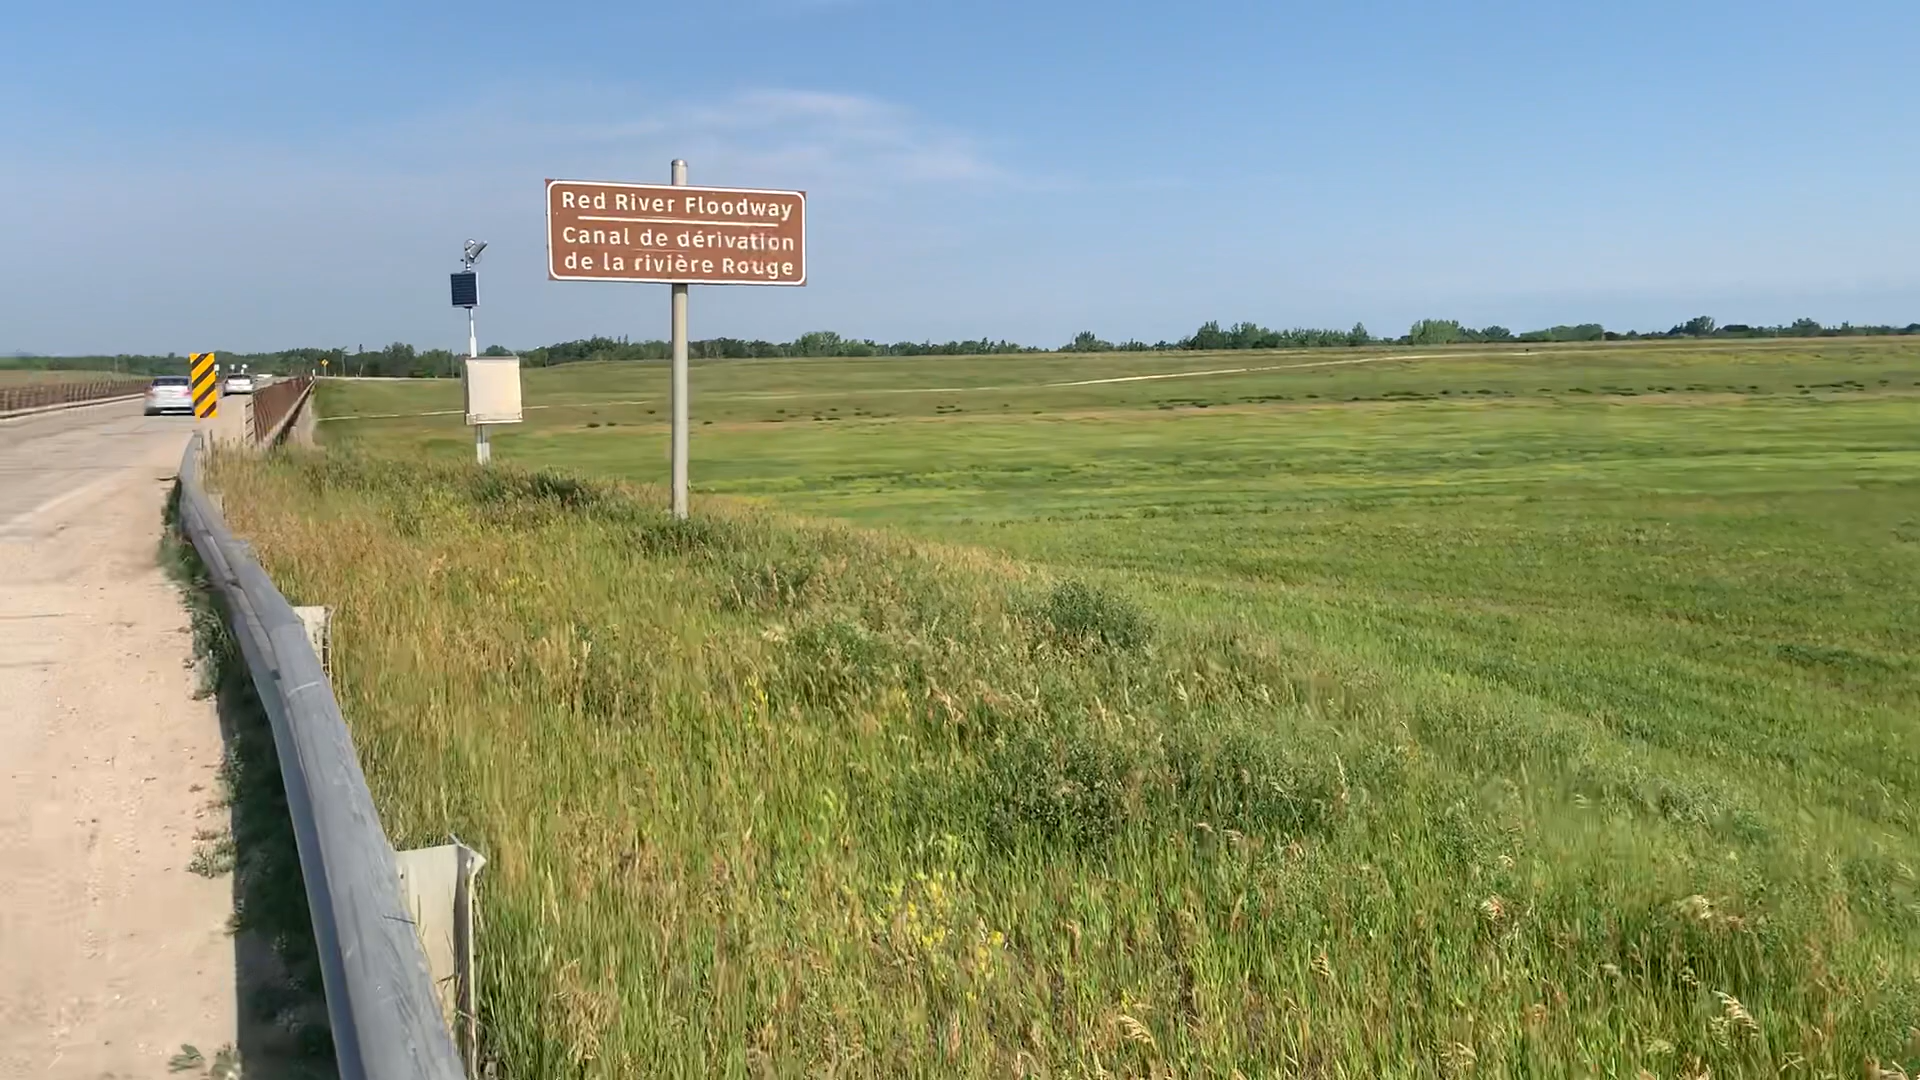 Red River Floodway
Canal de dérivation
de la rivière Rouge